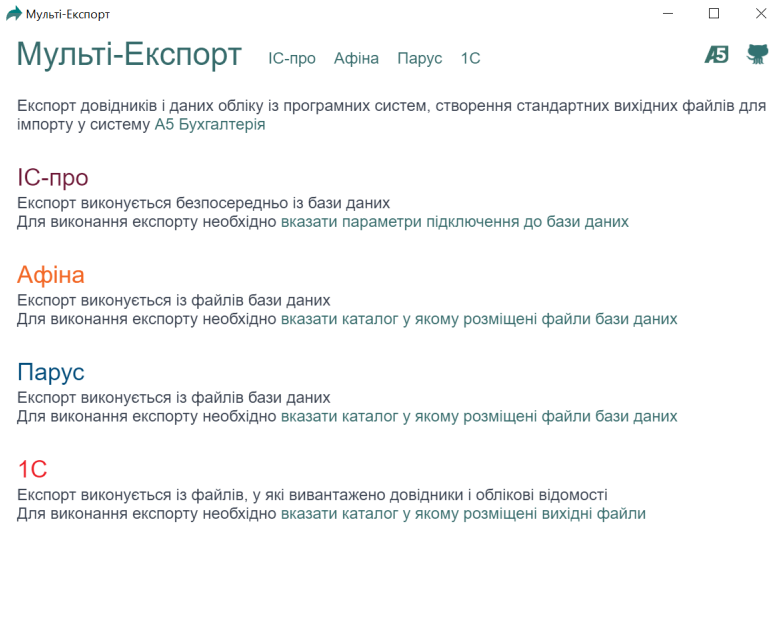 Мульті-Експорт
Мульті-Експорт ІС-про Афіна Парус 1С
A5
Експорт довідників і даних обліку із програмних систем, створення стандартних вихідних файлів для
імпорту у систему А5 Бухгалтерія
ІС-про
Експорт виконується безпосередньо із бази даних
Для виконання експорту необхідно вказати параметри підключення до бази даних
Афіна
Експорт виконується із файлів бази даних
Для виконання експорту необхідно вказати каталог у якому розміщені файли бази даних
Парус
Експорт виконується із файлів бази даних
Для виконання експорту необхідно вказати каталог у якому розміщені файли бази даних
1С
Експорт виконується із файлів, у які вивантажено довідники і облікові відомості
Для виконання експорту необхідно вказати каталог у якому розміщені вихідні файли